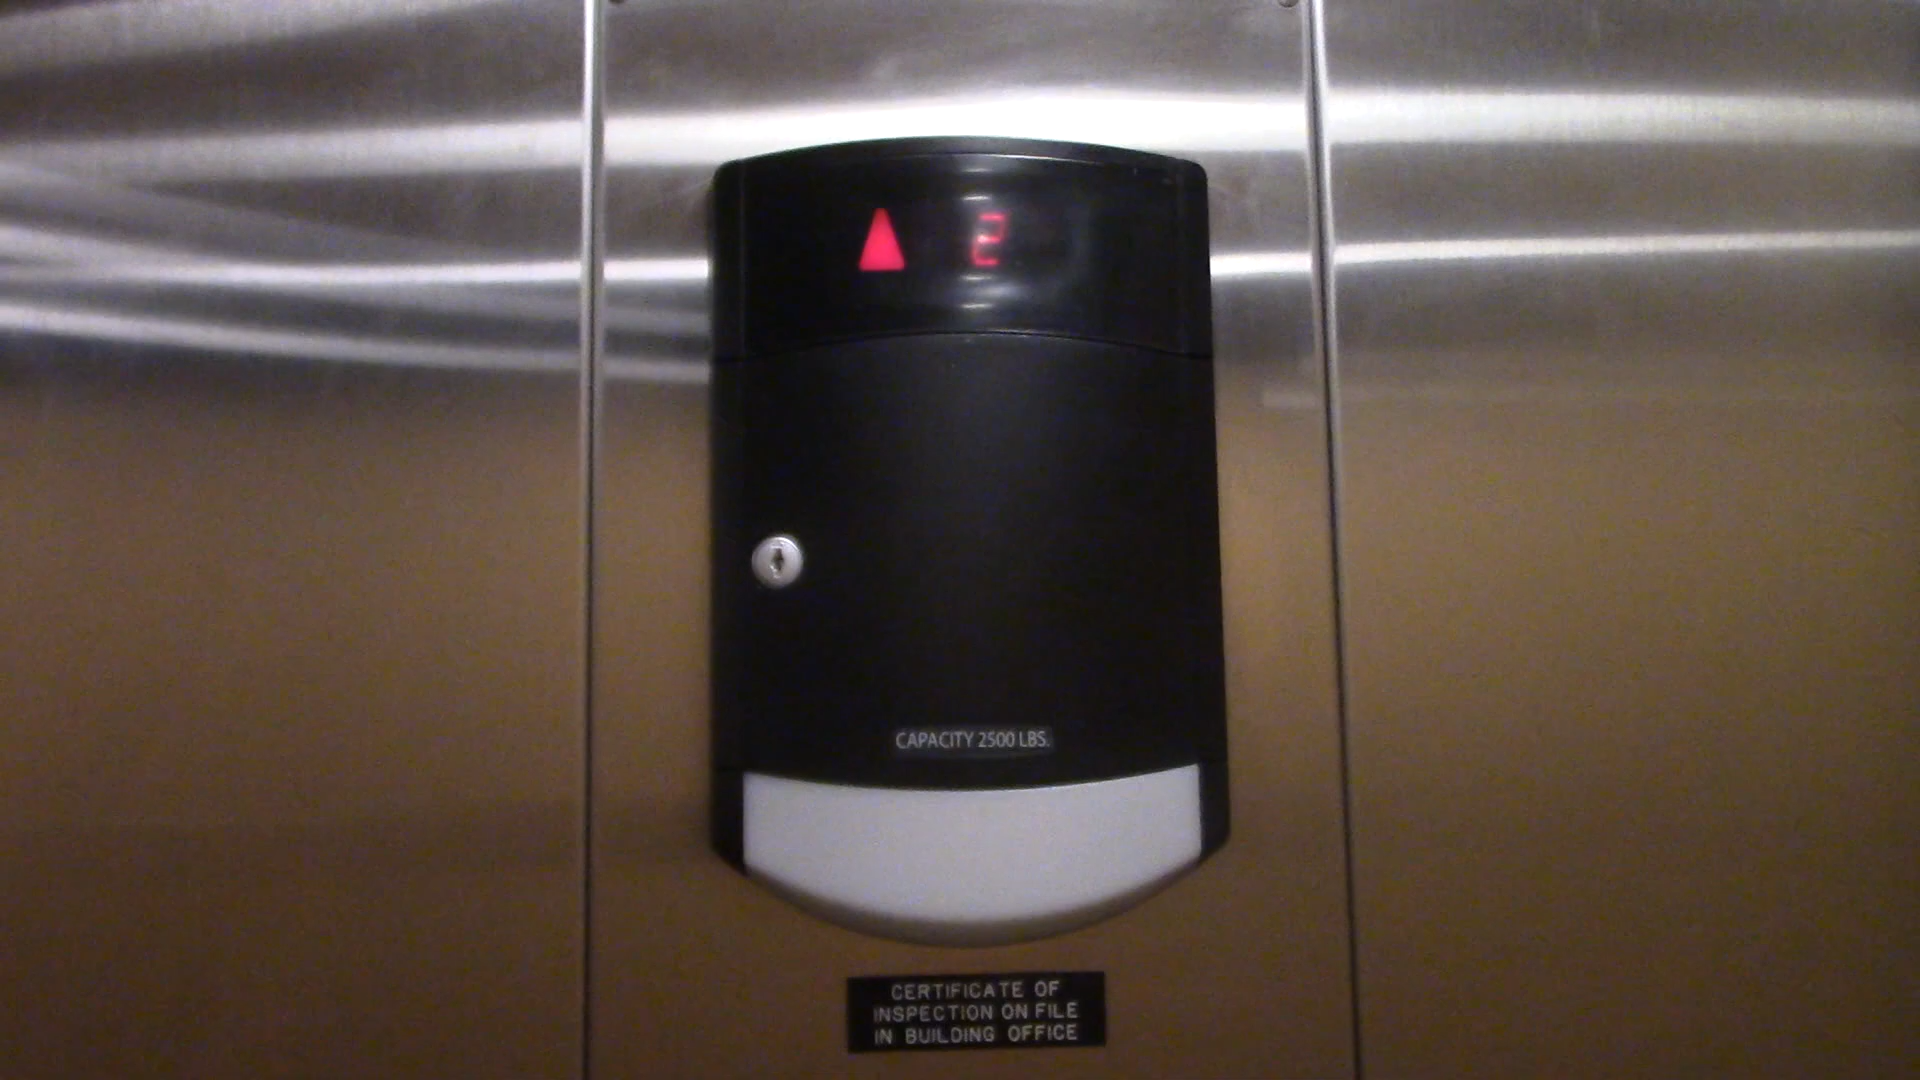 2
CAPACITY 2500 LBS.
CERTIFICATE OF
INSPECTION ON FILE
IN BUILDING OFFICE